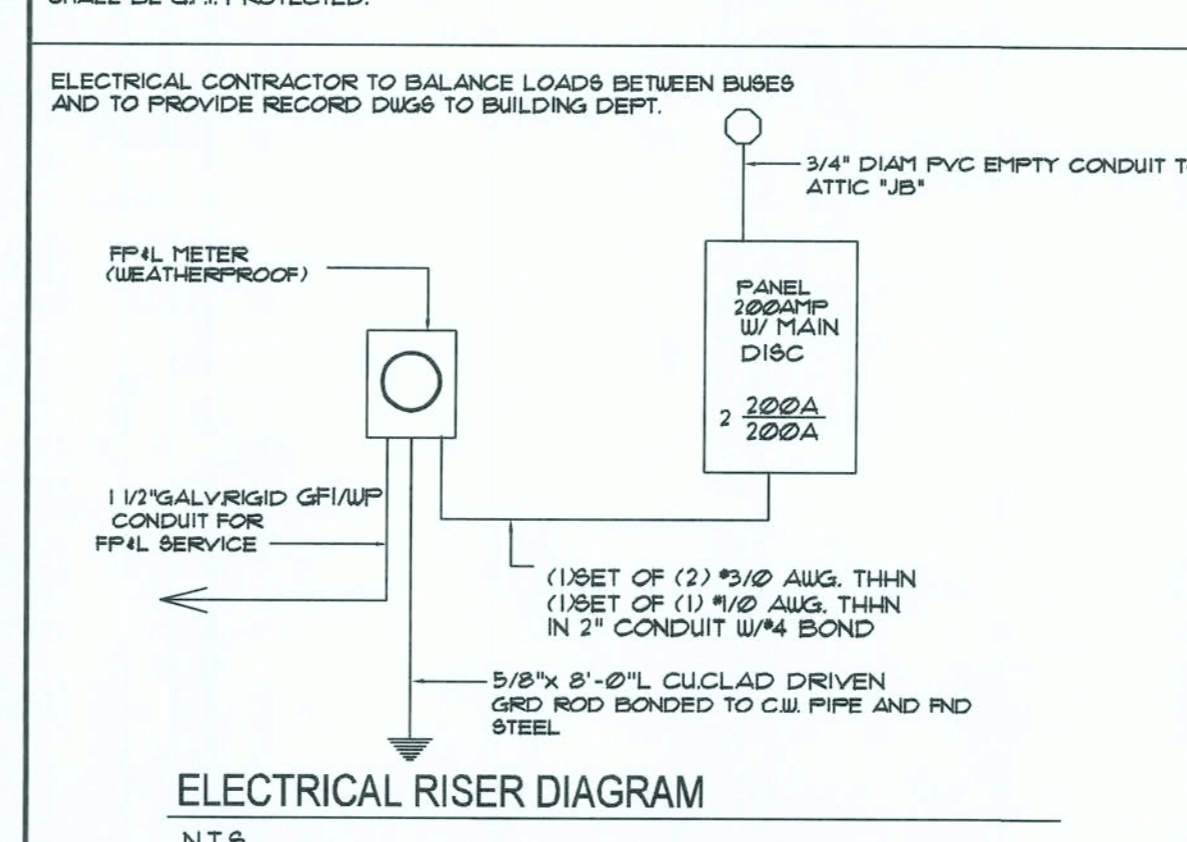 SHALL BE G.F.I. PROTECTED.
ELECTRICAL CONTRACTOR TO BALANCE LOADS BETWEEN BUSES
AND TO PROVIDE RECORD DWGS TO BUILDING DEPT.
3/4" DIAM PVC EMPTY CONDUIT TO
ATTIC "JB"
FP&L METER
(WEATHERPROOF)
PANEL
200AMP
W/ MAIN
DISC
2 200A
200A
1 1/2"GALV.RIGID GFI/WP
CONDUIT FOR
FP&L SERVICE
(1)SET OF (2) #3/0 AWG. THHN
(1)SET OF (1) #1/0 AWG. THHN
IN 2" CONDUIT W/#4 BOND
5/8"x 8'-0"L CU.CLAD DRIVEN
GRD ROD BONDED TO C.W. PIPE AND FND
STEEL
ELECTRICAL RISER DIAGRAM
N.T.S.